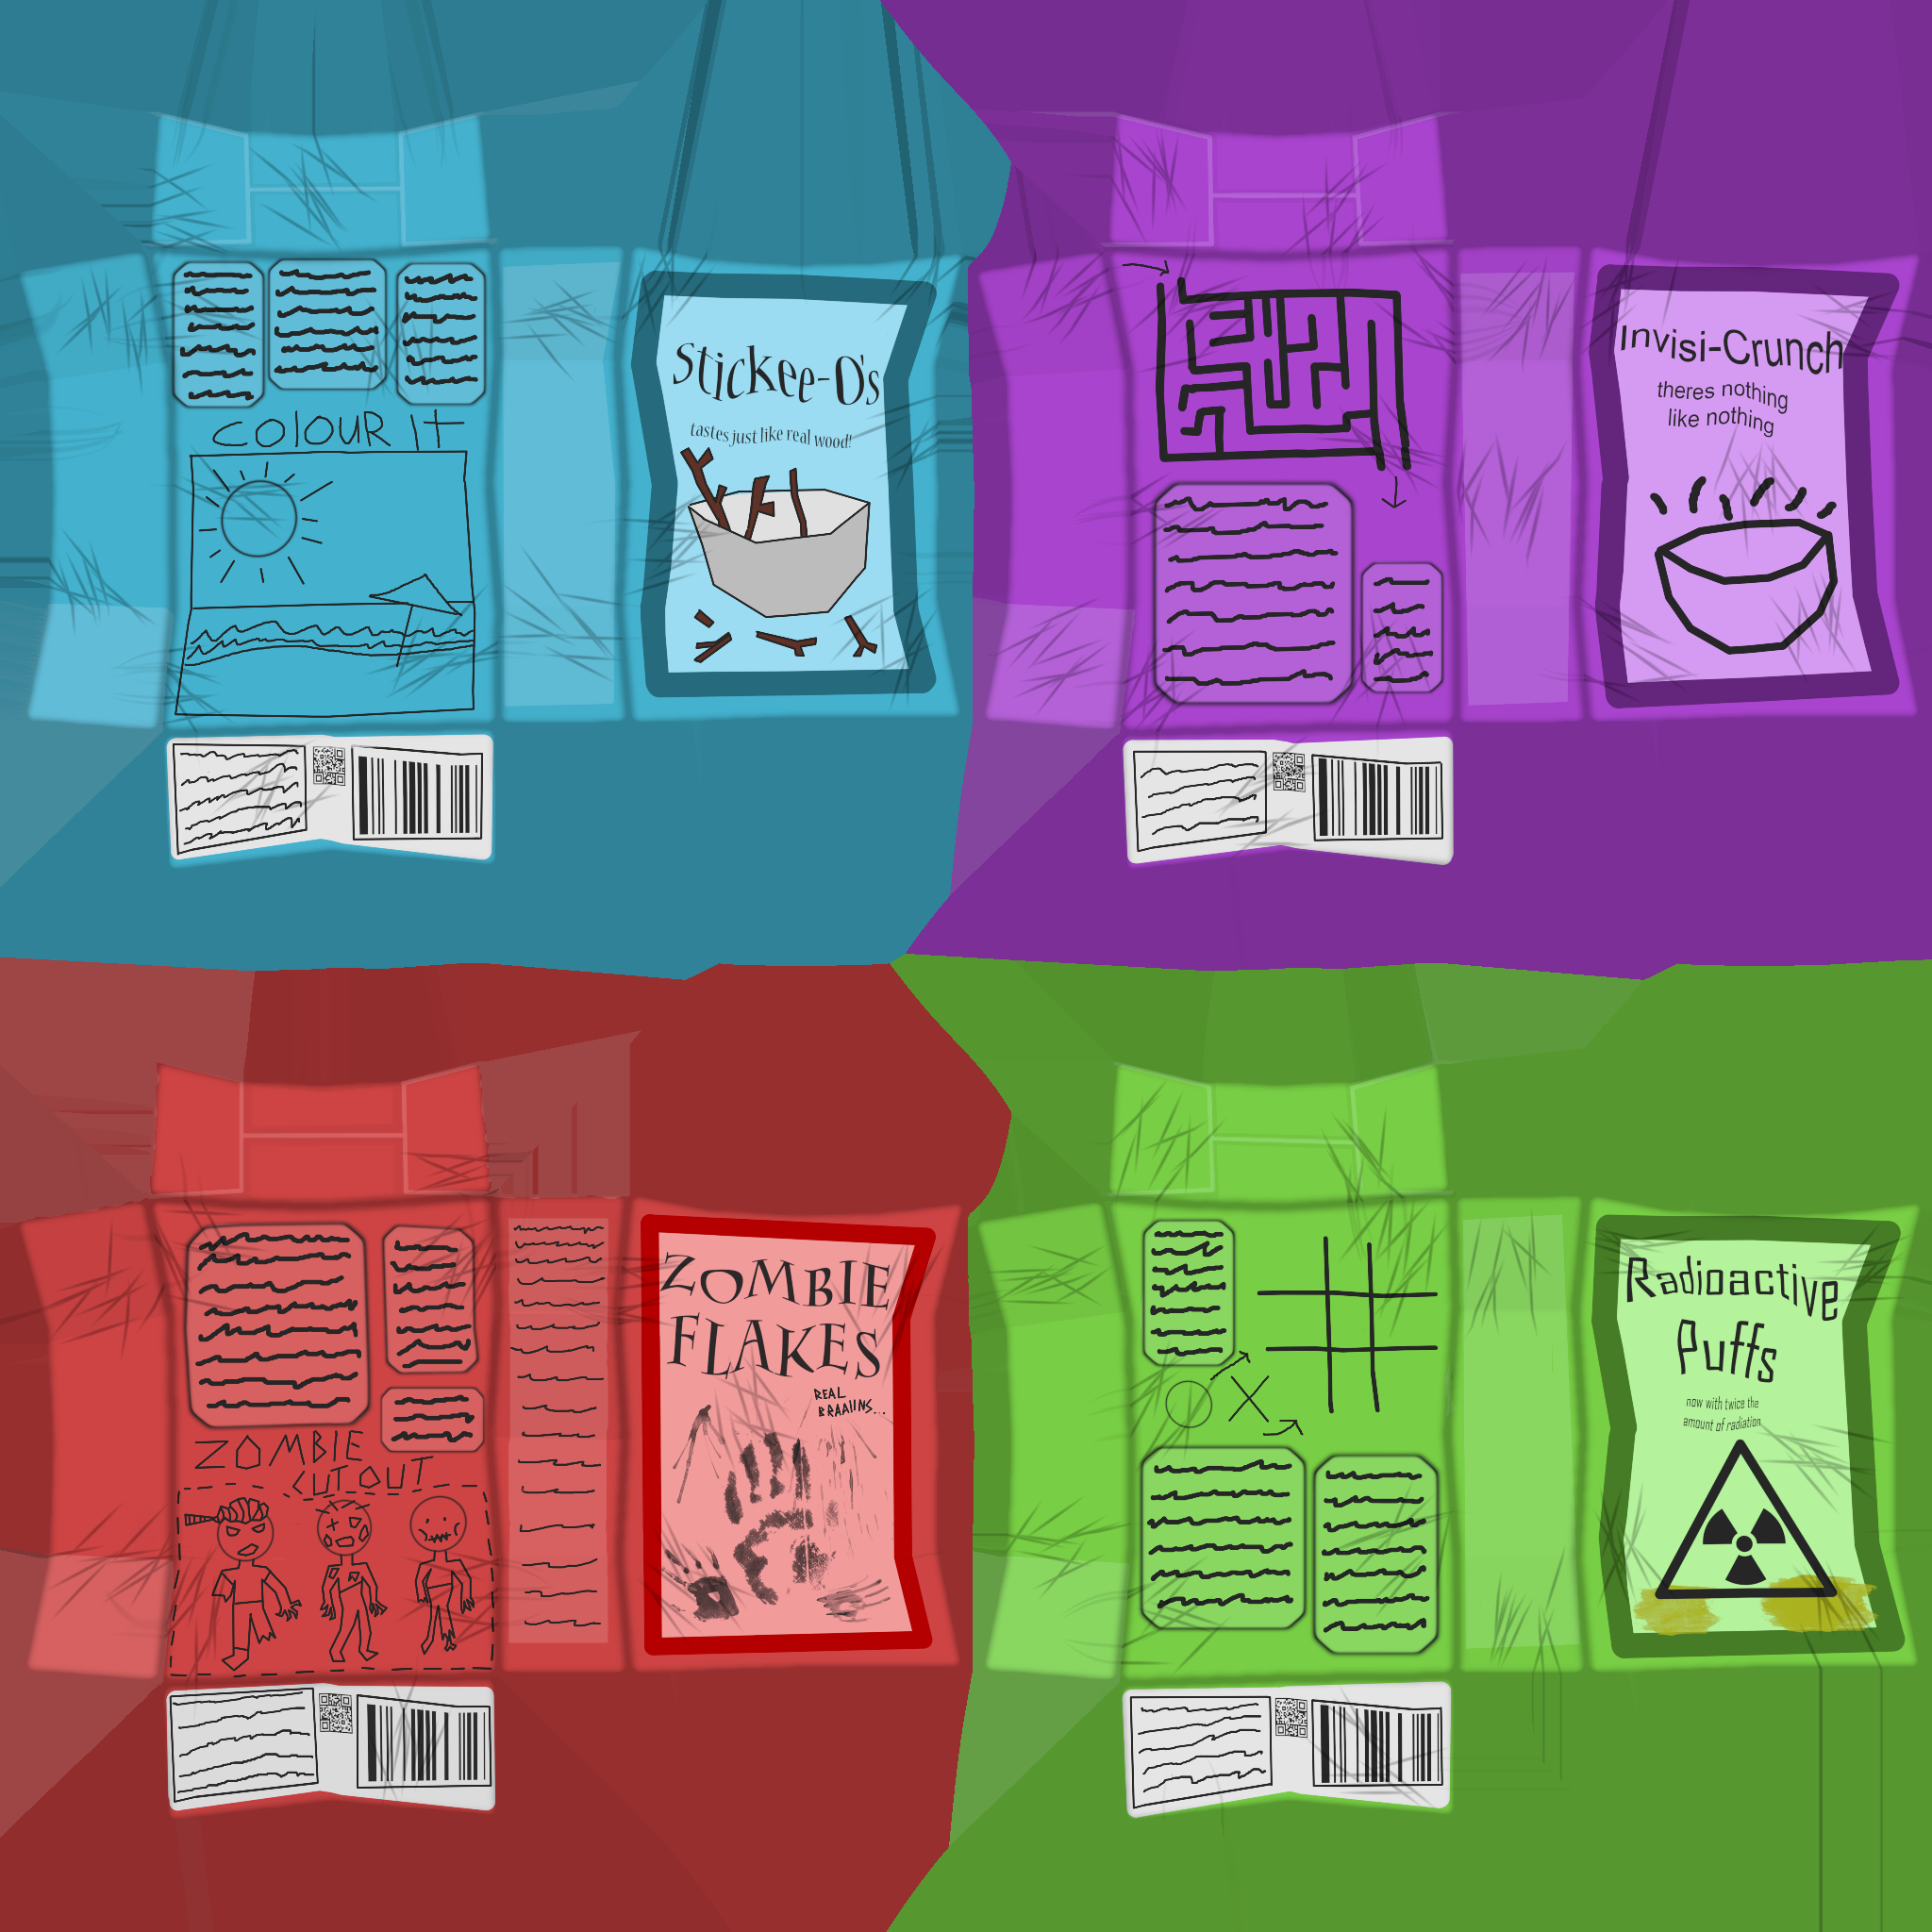 COLOUR IT
Stickee-O's
tastes just like real wood!
Invisi-Crunch
theres nothing
like nothing
ZOMBIE
CUT OUT
ZOMBIE
FLAKES
REAL
BRAAIINS...
Radioactive
Puffs
now with twice the
amount of radiation